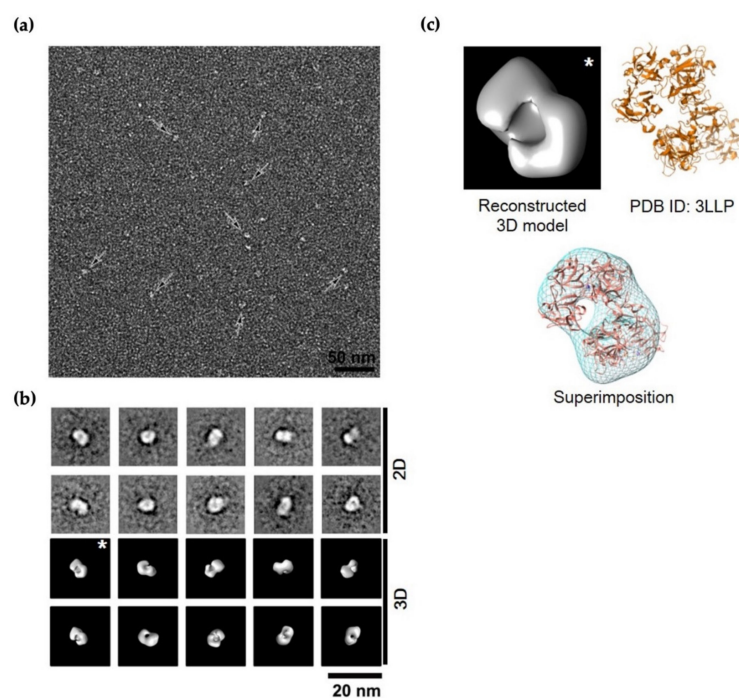 (a)
50 nm
(b)
*
2D
3D
20 nm
(c)
*
Reconstructed
3D model
PDB ID: 3LLP
Superimposition